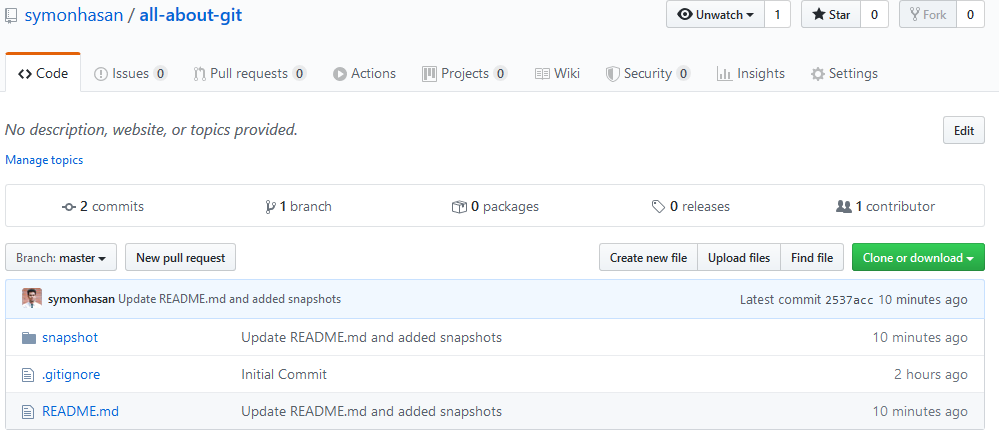 symonhasan / all-about-git Unwatch 1 Star 0 Fork 0
Code Issues 0 Pull requests 0 Actions Projects 0 Wiki Security 0 Insights Settings
No description, website, or topics provided. Edit
Manage topics
2 commits 1 branch 0 packages 0 releases 1 contributor
Branch: master New pull request Create new file Upload files Find file Clone or download
symonhasan Update README.md and added snapshots Latest commit 2537acc 10 minutes ago
snapshot Update README.md and added snapshots 10 minutes ago
.gitignore Initial Commit 2 hours ago
README.md Update README.md and added snapshots 10 minutes ago